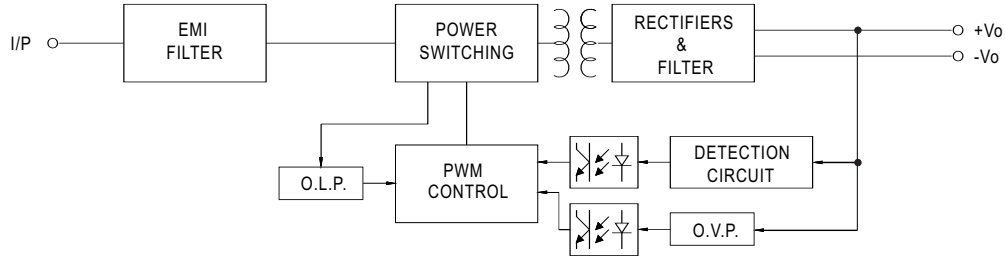 I/P
EMI
FILTER
POWER
SWITCHING
RECTIFIERS
&
FILTER
+Vo
-Vo
O.L.P.
PWM
CONTROL
DETECTION
CIRCUIT
O.V.P.